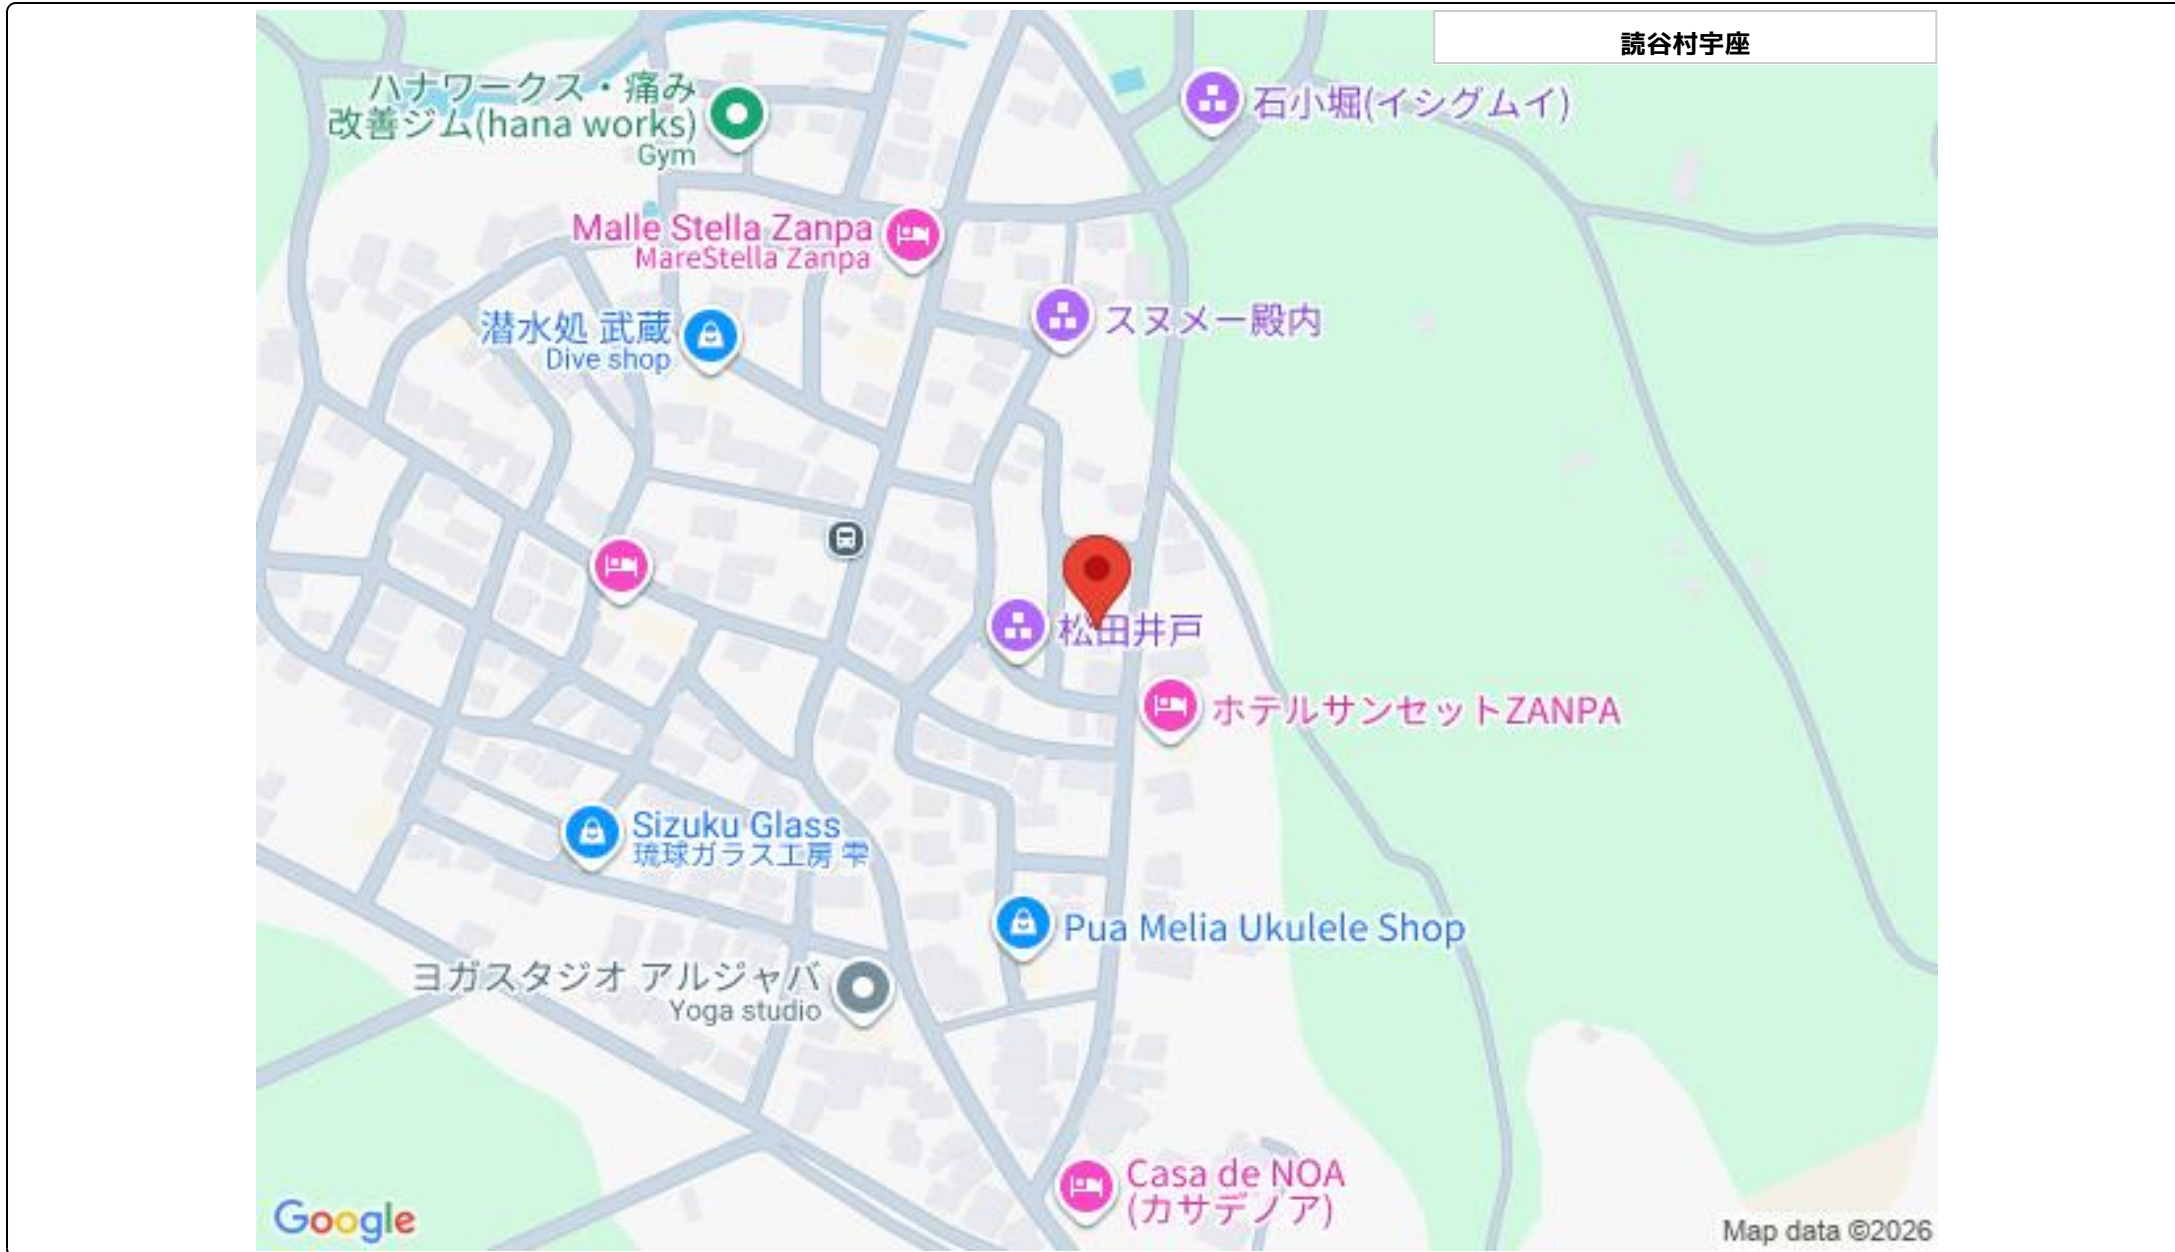 読谷村宇座
ハナワークス・痛み
改善ジム(hana works)
Gym
石小堀(イシグムイ)
Malle Stella Zanpa
MareStella Zanpa
スヌメー殿内
潜水処 武蔵
Dive shop
松田井戸
ホテルサンセットZANPA
Sizuku Glass
琉球ガラス工房 雫
Pua Melia Ukulele Shop
ヨガスタジオ アルジャバ
Yoga studio
Casa de NOA
(カサデノア)
Google
Map data ©2026